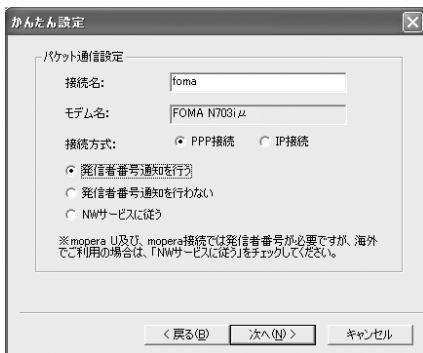 かんたん設定
パケット通信設定
接続名: foma
モデム名: FOMA N703iμ
接続方式: PPP接続 IP接続
発信者番号通知を行う
発信者番号通知を行わない
NWサービスに従う
※mopera U及び、mopera接続では発信者番号が必要ですが、海外
でご利用の場合は、「NWサービスに従う」をチェックしてください。
< 戻る(B) 次へ(N) > キャンセル